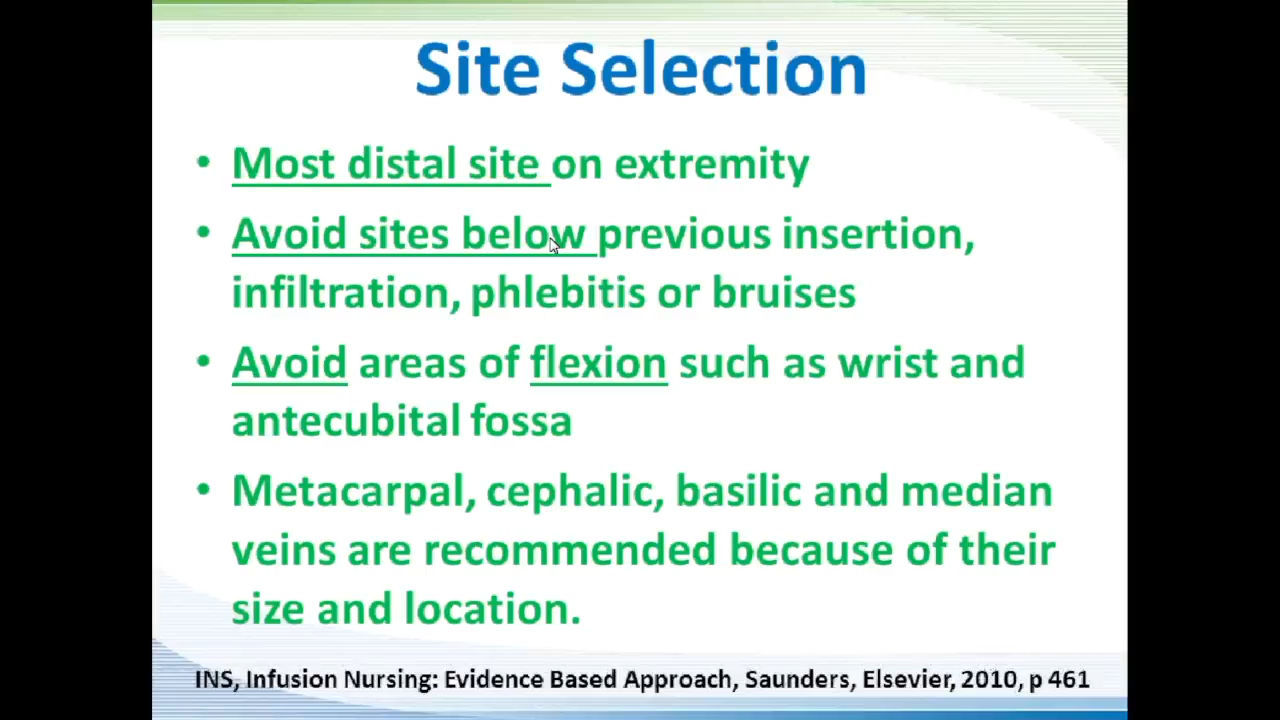 Site Selection
• Most distal site on extremity
• Avoid sites below previous insertion,
infiltration, phlebitis or bruises
• Avoid areas of flexion such as wrist and
antecubital fossa
• Metacarpal, cephalic, basilic and median
veins are recommended because of their
size and location.
INS, Infusion Nursing: Evidence Based Approach, Saunders, Elsevier, 2010, p 461